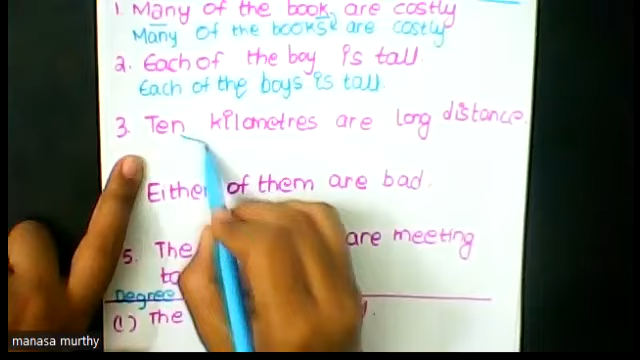 1. Many of the book are costly
Many of the books are costly
2. Each of the boy is tall.
Each of the boys is tall.
3. Ten kilometres are long distance.
Either of them are bad.
5. The are meeting
to
Degree
(1) The
manasa murthy